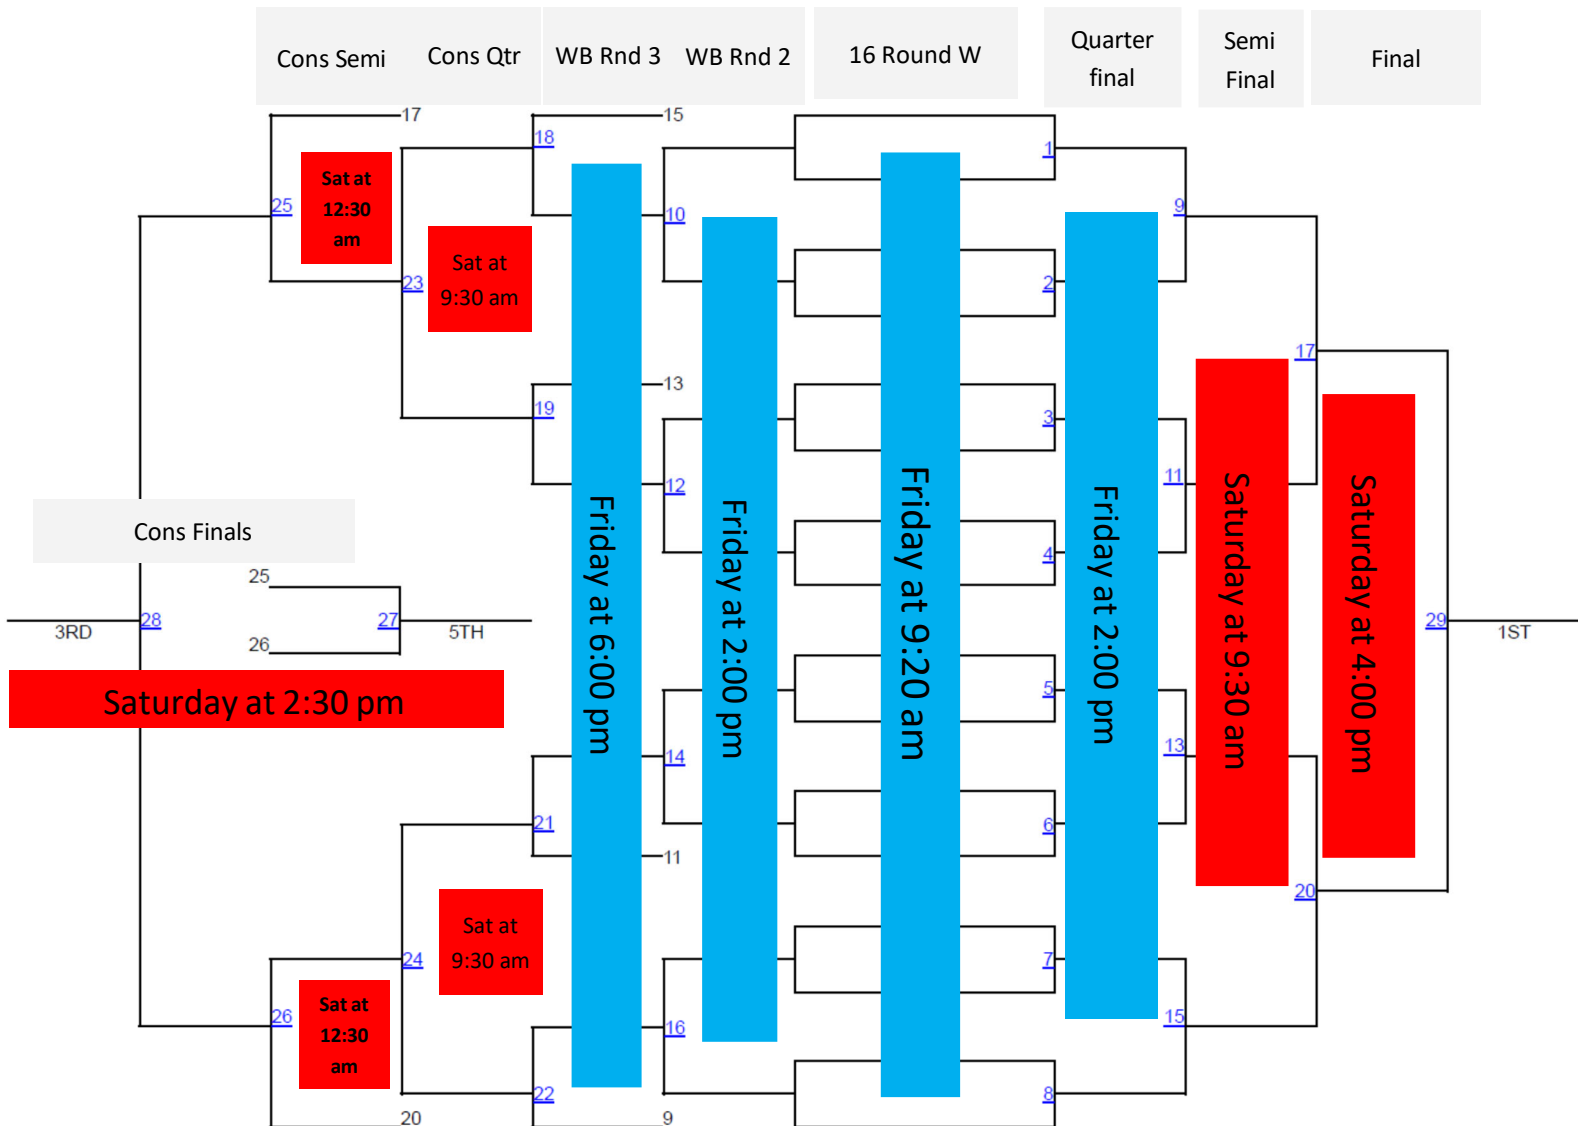 Cons Semi
Cons Qtr
WB Rnd 3
WB Rnd 2
16 Round W
Quarter
final
Semi
Final
Final
17
15
18
1
Sat at
12:30
am
25
10
9
Sat at
9:30 am
23
2
17
13
19
3
12
11
Cons Finals
4
25
28
3RD
27
5TH
26
29
1ST
Saturday at 2:30 pm
Friday at 6:00 pm
Friday at 2:00 pm
Friday at 9:20 am
Friday at 2:00 pm
Saturday at 9:30 am
Saturday at 4:00 pm
5
14
13
21
6
11
20
Sat at
9:30 am
24
7
26
Sat at
12:30
am
16
15
22
8
20
9